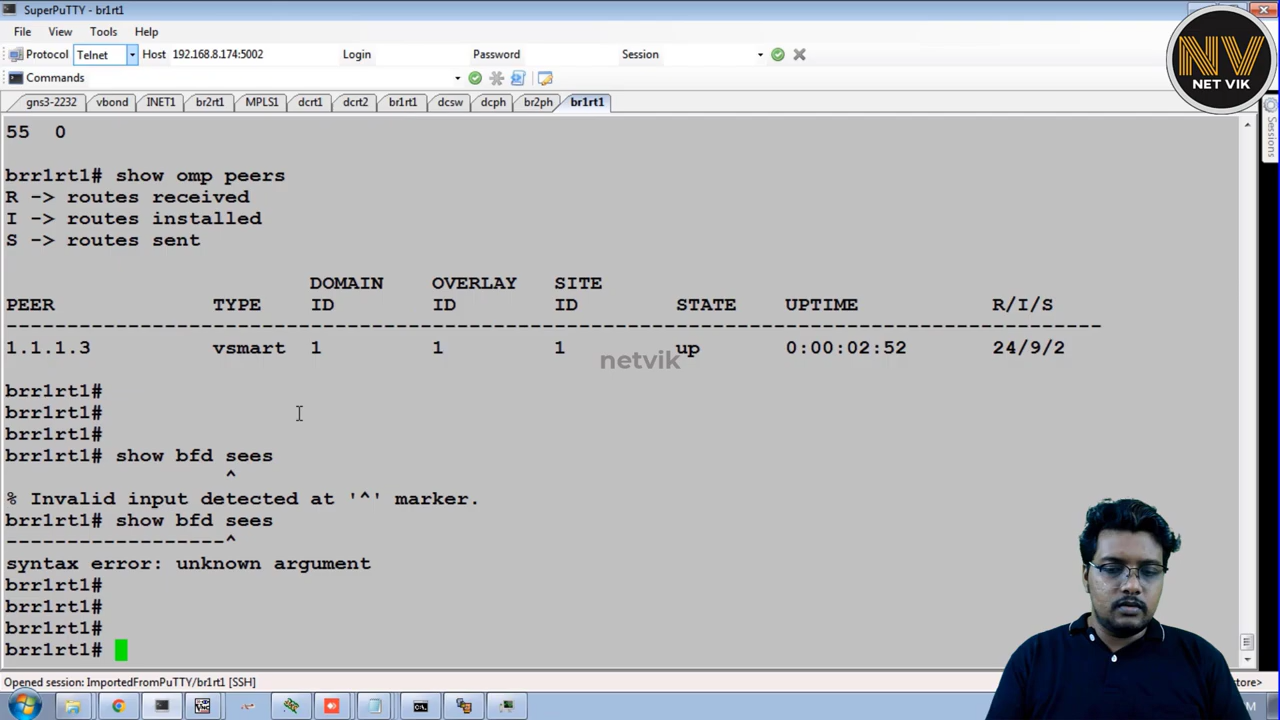 SuperPuTTY - br1rt1
File View Tools Help
Protocol Telnet Host 192.168.8.174:5002 Login Password Session
Commands
gns3-2232 vbond INET1 br2rt1 MPLS1 dcrt1 dcrt2 br1rt1 dcsw dcph br2ph br1rt1
NV
NET VIK
Sessions
55 0
brr1rt1# show omp peers
R -> routes received
I -> routes installed
S -> routes sent
DOMAIN OVERLAY SITE
PEER TYPE ID ID ID STATE UPTIME R/I/S
----------------------------------------------------------------------------------------
1.1.1.3 vsmart 1 1 1 up 0:00:02:52 24/9/2
netvik
brr1rt1#
brr1rt1#
brr1rt1#
brr1rt1# show bfd sees
^
% Invalid input detected at '^' marker.
brr1rt1# show bfd sees
------------------^
syntax error: unknown argument
brr1rt1#
brr1rt1#
brr1rt1#
brr1rt1#
Opened session: ImportedFromPuTTY/br1rt1 [SSH]